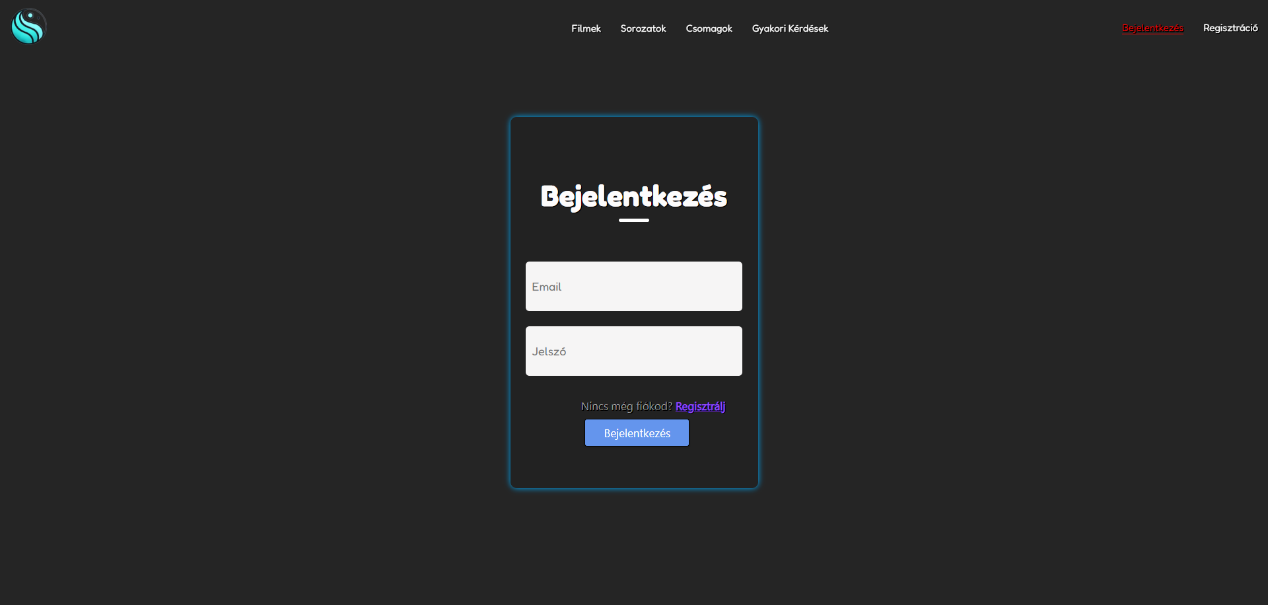 Filmek Sorozatok Csomagok Gyakori Kérdések Bejelentkezés Regisztráció
Bejelentkezés
Email
Jelszó
Nincs még fiókod? Regisztrálj
Bejelentkezés